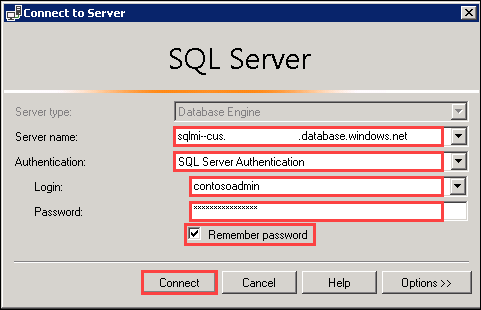 Connect to Server
SQL Server
Server type: Database Engine
Server name: sqlmi--cus. .database.windows.net
Authentication: SQL Server Authentication
Login: contosoadmin
Password: ****************
Remember password
Connect Cancel Help Options >>